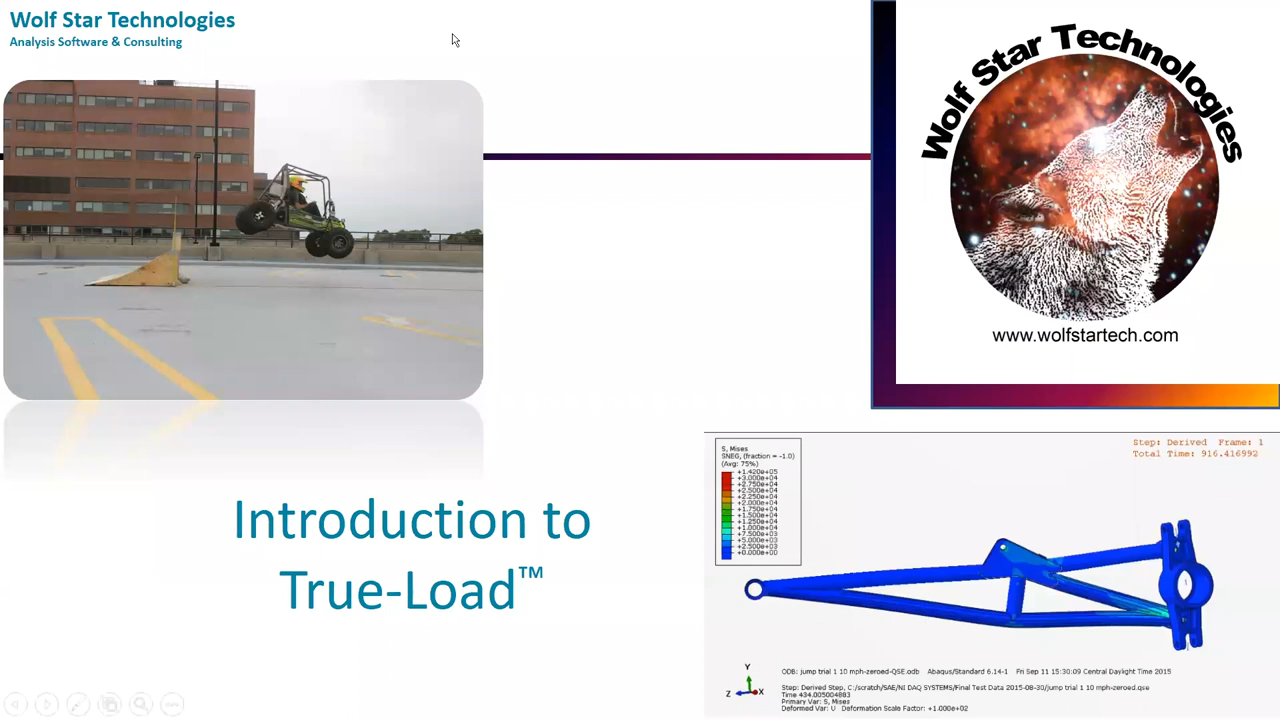 Wolf Star Technologies
Analysis Software & Consulting
Wolf Star Technologies
www.wolfstartech.com
Introduction to
True-Load™
S, Mises
SNEG, (fraction = -1.0)
(Avg: 75%)
+1.420e+05
+3.000e+04
+2.750e+04
+2.500e+04
+2.250e+04
+2.000e+04
+1.750e+04
+1.500e+04
+1.250e+04
+1.000e+04
+7.500e+03
+5.000e+03
+2.500e+03
+0.000e+00
Step: Derived Frame: 1
Total Time: 916.416992
Y
Z X
ODB: jump trial 1 10 mph-zeroed-QSE.odb Abaqus/Standard 6.14-1 Fri Sep 11 15:30:09 Central Daylight Time 2015
Step: Derived Step, C:/scratch/SAE/NI DAQ SYSTEMS/Final Test Data 2015-08-30/jump trial 1 10 mph-zeroed.qse
Time 434.005004883
Primary Var: S, Mises
Deformed Var: U Deformation Scale Factor: +1.000e+02